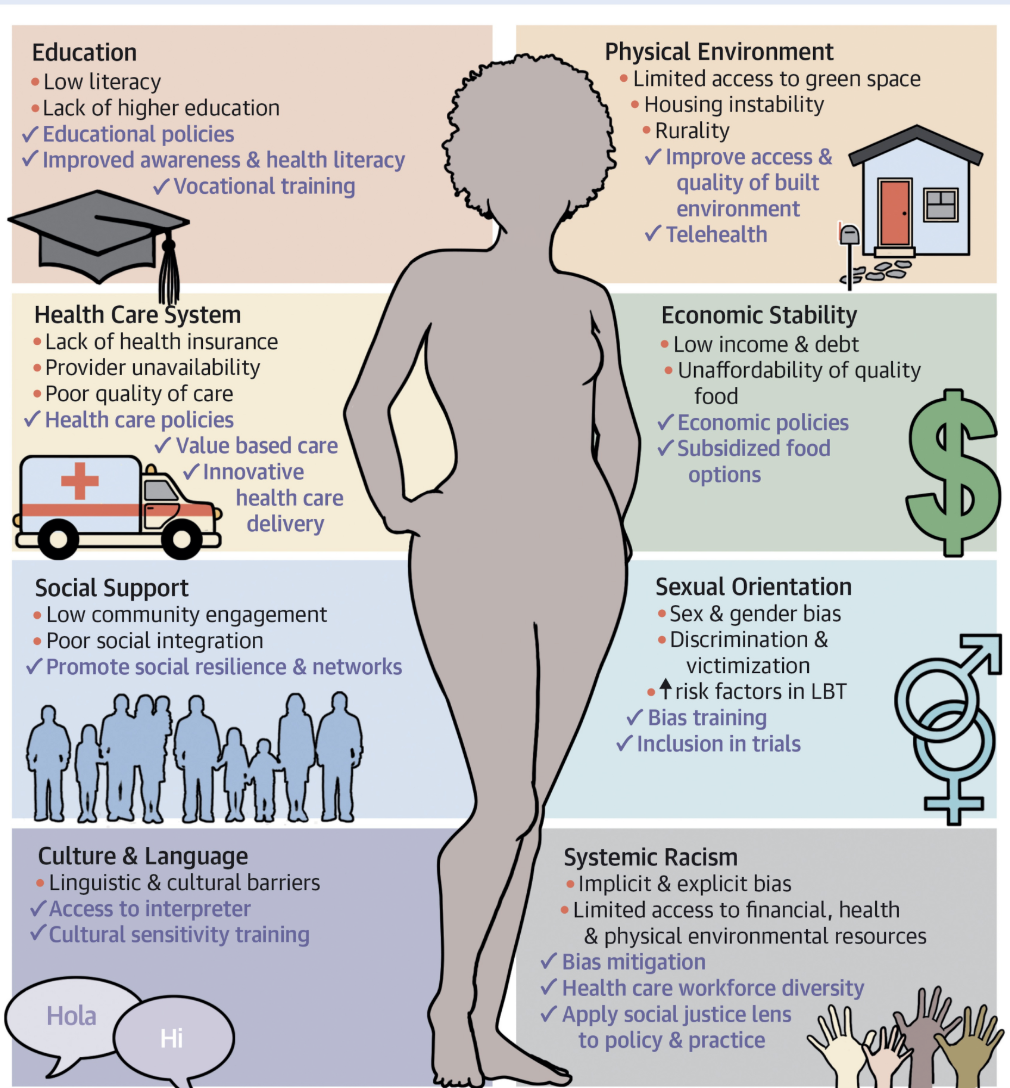 Education
• Low literacy
• Lack of higher education
✓ Educational policies
✓ Improved awareness & health literacy
✓ Vocational training
Physical Environment
• Limited access to green space
• Housing instability
• Rurality
✓ Improve access &
quality of built
environment
✓ Telehealth
Health Care System
• Lack of health insurance
• Provider unavailability
• Poor quality of care
✓ Health care policies
✓ Value based care
✓ Innovative
health care
delivery
Economic Stability
• Low income & debt
• Unaffordability of quality
food
✓ Economic policies
✓ Subsidized food
options
Social Support
• Low community engagement
• Poor social integration
✓ Promote social resilience & networks
Sexual Orientation
• Sex & gender bias
• Discrimination &
victimization
• ↑ risk factors in LBT
✓ Bias training
✓ Inclusion in trials
Culture & Language
• Linguistic & cultural barriers
✓ Access to interpreter
✓ Cultural sensitivity training
Hola
Hi
Systemic Racism
• Implicit & explicit bias
• Limited access to financial, health
& physical environmental resources
✓ Bias mitigation
✓ Health care workforce diversity
✓ Apply social justice lens
to policy & practice